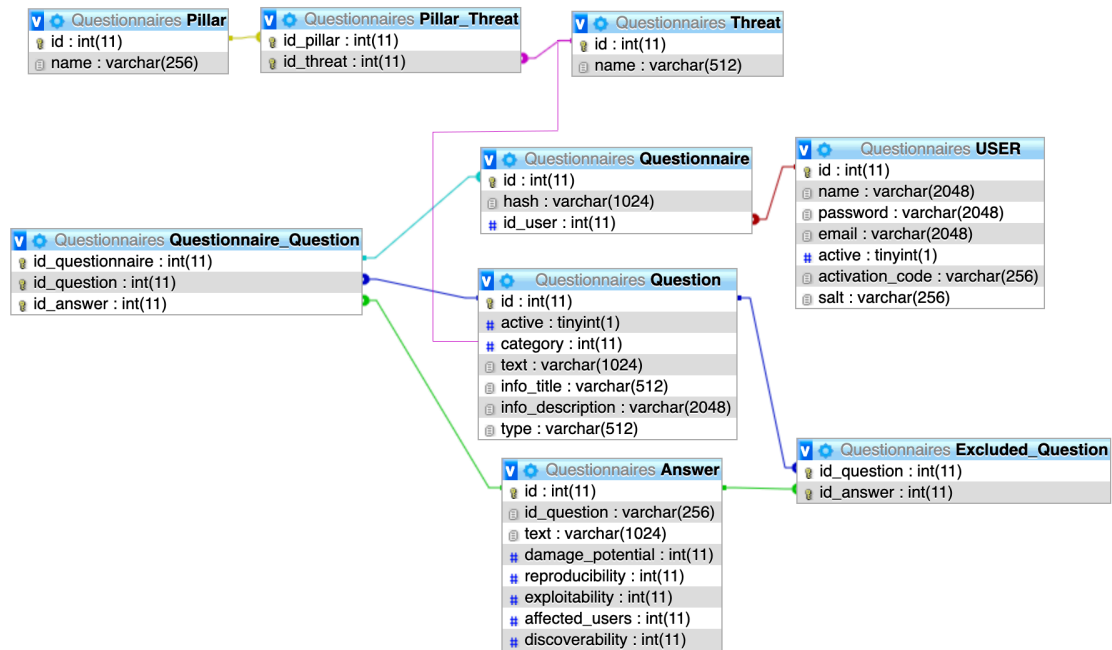 Questionnaires Pillar
id : int(11)
name : varchar(256)
Questionnaires Pillar_Threat
id_pillar : int(11)
id_threat : int(11)
Questionnaires Threat
id : int(11)
name : varchar(512)
Questionnaires Questionnaire
id : int(11)
hash : varchar(1024)
id_user : int(11)
Questionnaires USER
id : int(11)
name : varchar(2048)
password : varchar(2048)
email : varchar(2048)
active : tinyint(1)
activation_code : varchar(256)
salt : varchar(256)
Questionnaires Questionnaire_Question
id_questionnaire : int(11)
id_question : int(11)
id_answer : int(11)
Questionnaires Question
id : int(11)
active : tinyint(1)
category : int(11)
text : varchar(1024)
info_title : varchar(512)
info_description : varchar(2048)
type : varchar(512)
Questionnaires Excluded_Question
id_question : int(11)
id_answer : int(11)
Questionnaires Answer
id : int(11)
id_question : varchar(256)
text : varchar(1024)
damage_potential : int(11)
reproducibility : int(11)
exploitability : int(11)
affected_users : int(11)
discoverability : int(11)